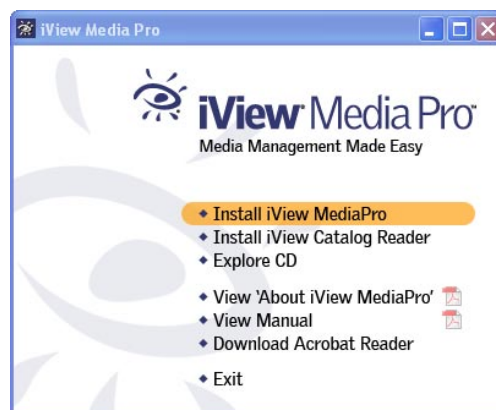 iView Media Pro
iView Media Pro
Media Management Made Easy
Install iView MediaPro
Install iView Catalog Reader
Explore CD
View 'About iView MediaPro'
View Manual
Download Acrobat Reader
Exit